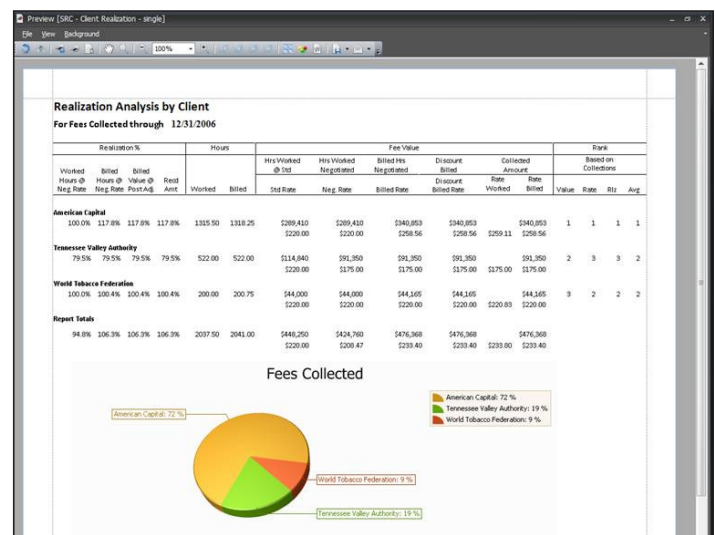 Preview [SRC - Client Realization - single]
File View Background
100%
Realization Analysis by Client
For Fees Collected through 12/31/2006
Realization % Hours Fee Value Rank
Hrs Worked Hrs Worked Billed Hrs Discount Collected Based on
@ Std Negotiated Negotiated Billed Amount Collections
Worked Billed Billed
Hours @ Hours @ Value @ Recd Discount Rate Rate
Neg.Rate Neg.Rate Post Adj. Amt Worked Billed Std Rate Neg. Rate Billed Rate Billed Rate Worked Billed Value Rate Rlz Avg
American Capital
100.0% 117.8% 117.8% 117.8% 1315.50 1318.25 $289,410 $289,410 $340,853 $340,853 $340,853 1 1 1 1
$220.00 $220.00 $258.56 $258.56 $259.11 $258.56
Tennessee Valley Authority
79.5% 79.5% 79.5% 79.5% 522.00 522.00 $114,840 $91,350 $91,350 $91,350 $91,350 2 3 3 2
$220.00 $175.00 $175.00 $175.00 $175.00 $175.00
World Tobacco Federation
100.0% 100.4% 100.4% 100.4% 200.00 200.75 $44,000 $44,000 $44,165 $44,165 $44,165 3 2 2 2
$220.00 $220.00 $220.00 $220.00 $220.83 $220.00
Report Totals
94.8% 106.3% 106.3% 106.3% 2037.50 2041.00 $448,250 $424,760 $476,368 $476,368 $476,368
$220.00 $208.47 $233.40 $233.40 $233.80 $233.40
Fees Collected
American Capital: 72 %
Tennessee Valley Authority: 19 %
World Tobacco Federation: 9 %
American Capital: 72 %
World Tobacco Federation: 9 %
Tennessee Valley Authority: 19 %